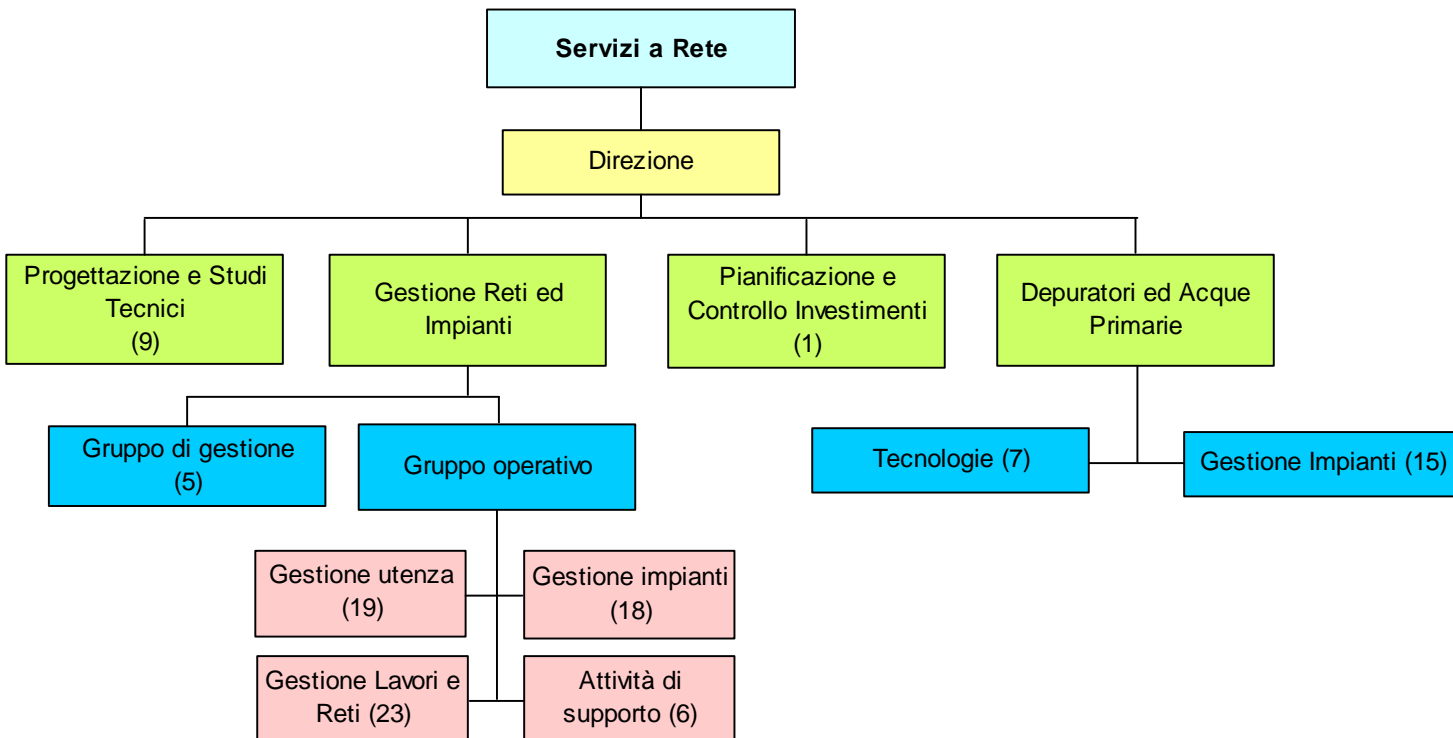 Servizi a Rete
Direzione
Progettazione e Studi
Tecnici
(9)
Gestione Reti ed
Impianti
Pianificazione e
Controllo Investimenti
(1)
Depuratori ed Acque
Primarie
Gruppo di gestione
(5)
Gruppo operativo
Tecnologie (7)
Gestione Impianti (15)
Gestione utenza
(19)
Gestione impianti
(18)
Gestione Lavori e
Reti (23)
Attività di
supporto (6)